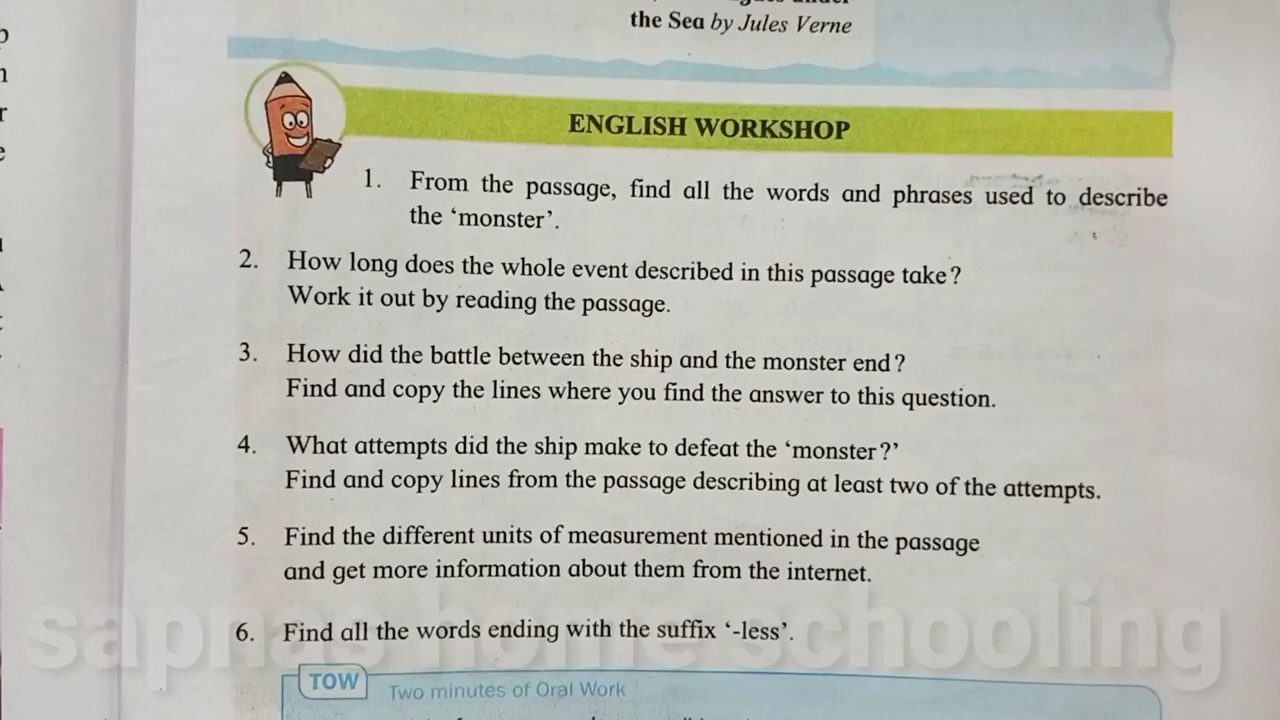 the Sea by Jules Verne
ENGLISH WORKSHOP
1. From the passage, find all the words and phrases used to describe
the ‘monster’.
2. How long does the whole event described in this passage take?
Work it out by reading the passage.
3. How did the battle between the ship and the monster end?
Find and copy the lines where you find the answer to this question.
4. What attempts did the ship make to defeat the ‘monster?’
Find and copy lines from the passage describing at least two of the attempts.
5. Find the different units of measurement mentioned in the passage
and get more information about them from the internet.
6. Find all the words ending with the suffix ‘-less’.
sapnas home schooling
TOW Two minutes of Oral Work